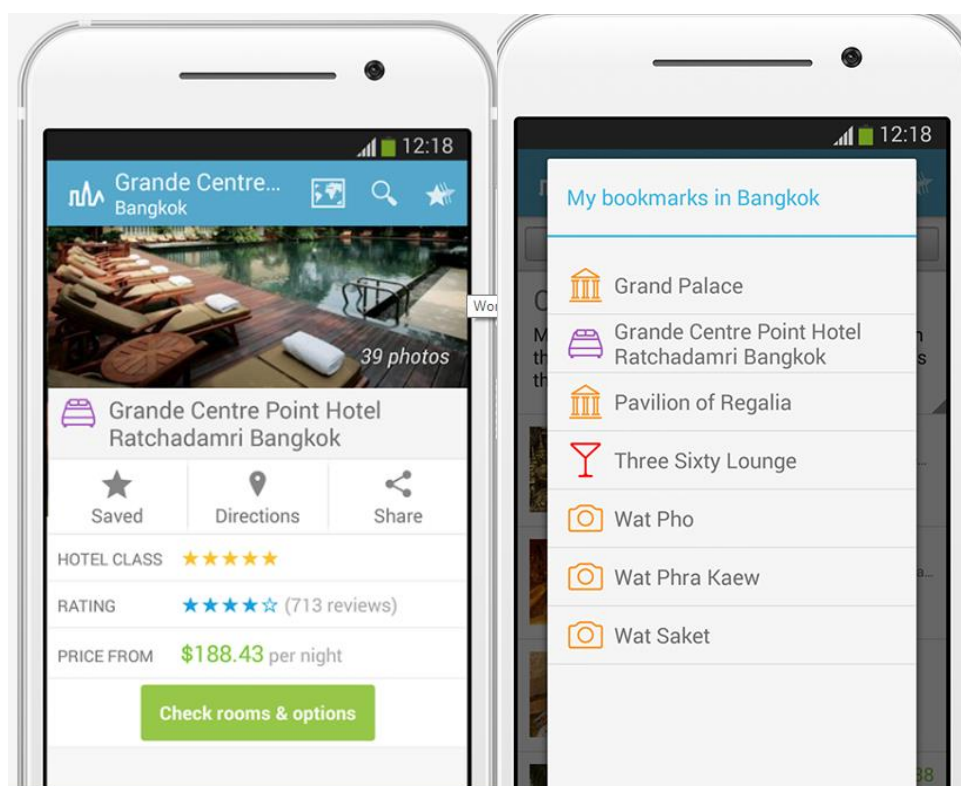 12:18
Grande Centre...
Bangkok
39 photos
Grande Centre Point Hotel
Ratchadamri Bangkok
Saved
Directions
Share
HOTEL CLASS
RATING
(713 reviews)
PRICE FROM
$188.43 per night
Check rooms & options
12:18
My bookmarks in Bangkok
Grand Palace
Grande Centre Point Hotel
Ratchadamri Bangkok
Pavilion of Regalia
Three Sixty Lounge
Wat Pho
Wat Phra Kaew
Wat Saket